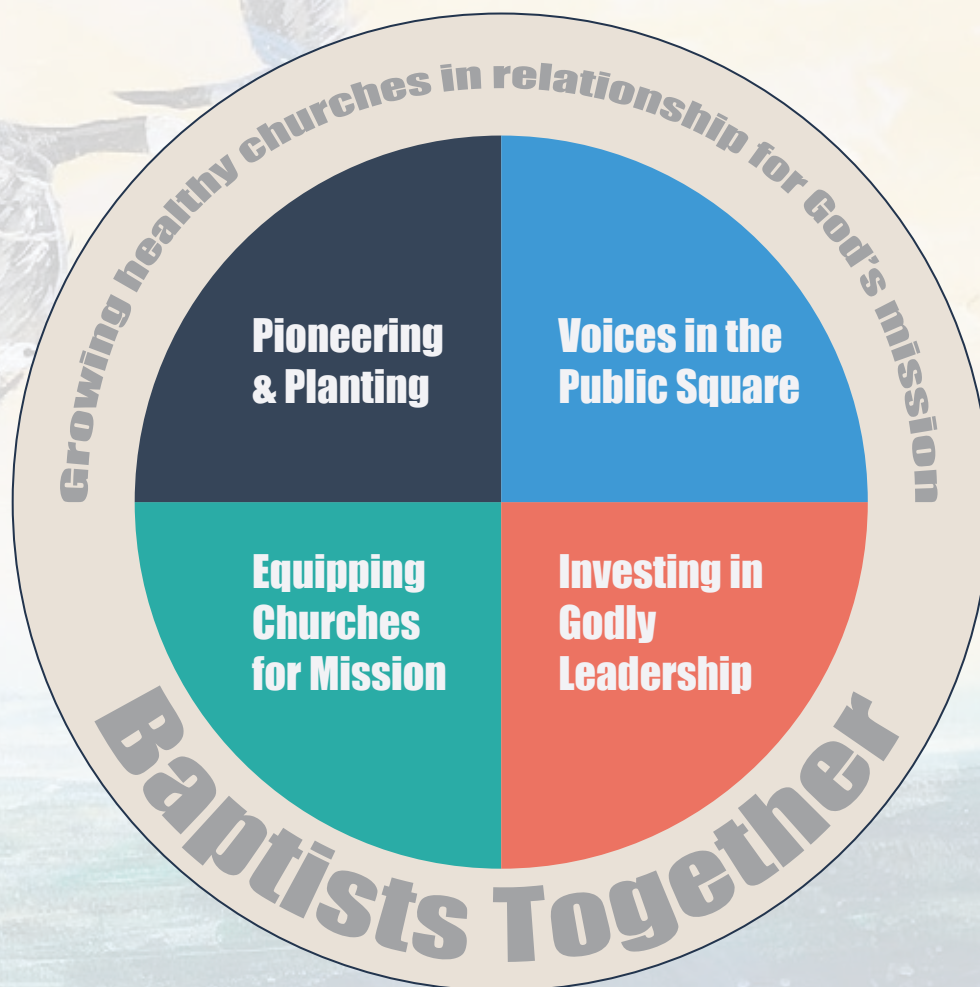 Growing healthy churches in relationship for God's mission
Pioneering
& Planting
Voices in the
Public Square
Equipping
Churches
for Mission
Investing in
Godly
Leadership
Baptists Together